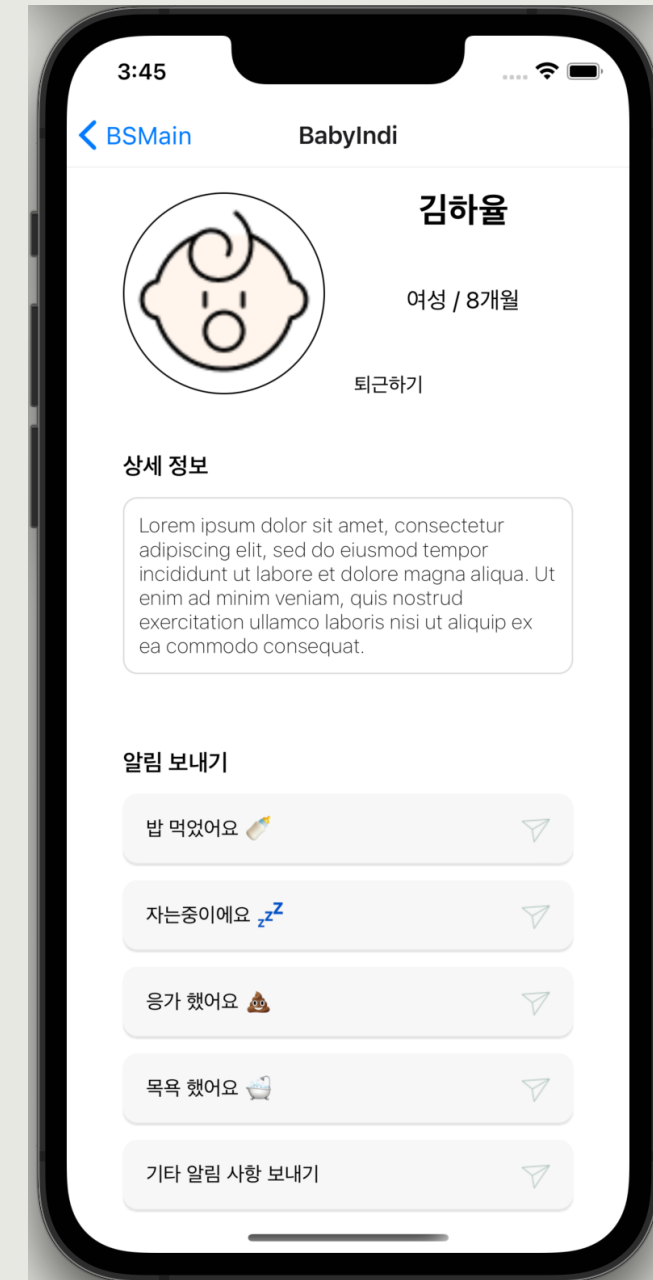 3:45
BSMain
BabyIndi
김하율
여성 / 8개월
퇴근하기
상세 정보
Lorem ipsum dolor sit amet, consectetur
adipiscing elit, sed do eiusmod tempor
incididunt ut labore et dolore magna aliqua. Ut
enim ad minim veniam, quis nostrud
exercitation ullamco laboris nisi ut aliquip ex
ea commodo consequat.
알림 보내기
밥 먹었어요 🍼
자는중이에요 💤
응가 했어요 💩
목욕 했어요 🛁
기타 알림 사항 보내기